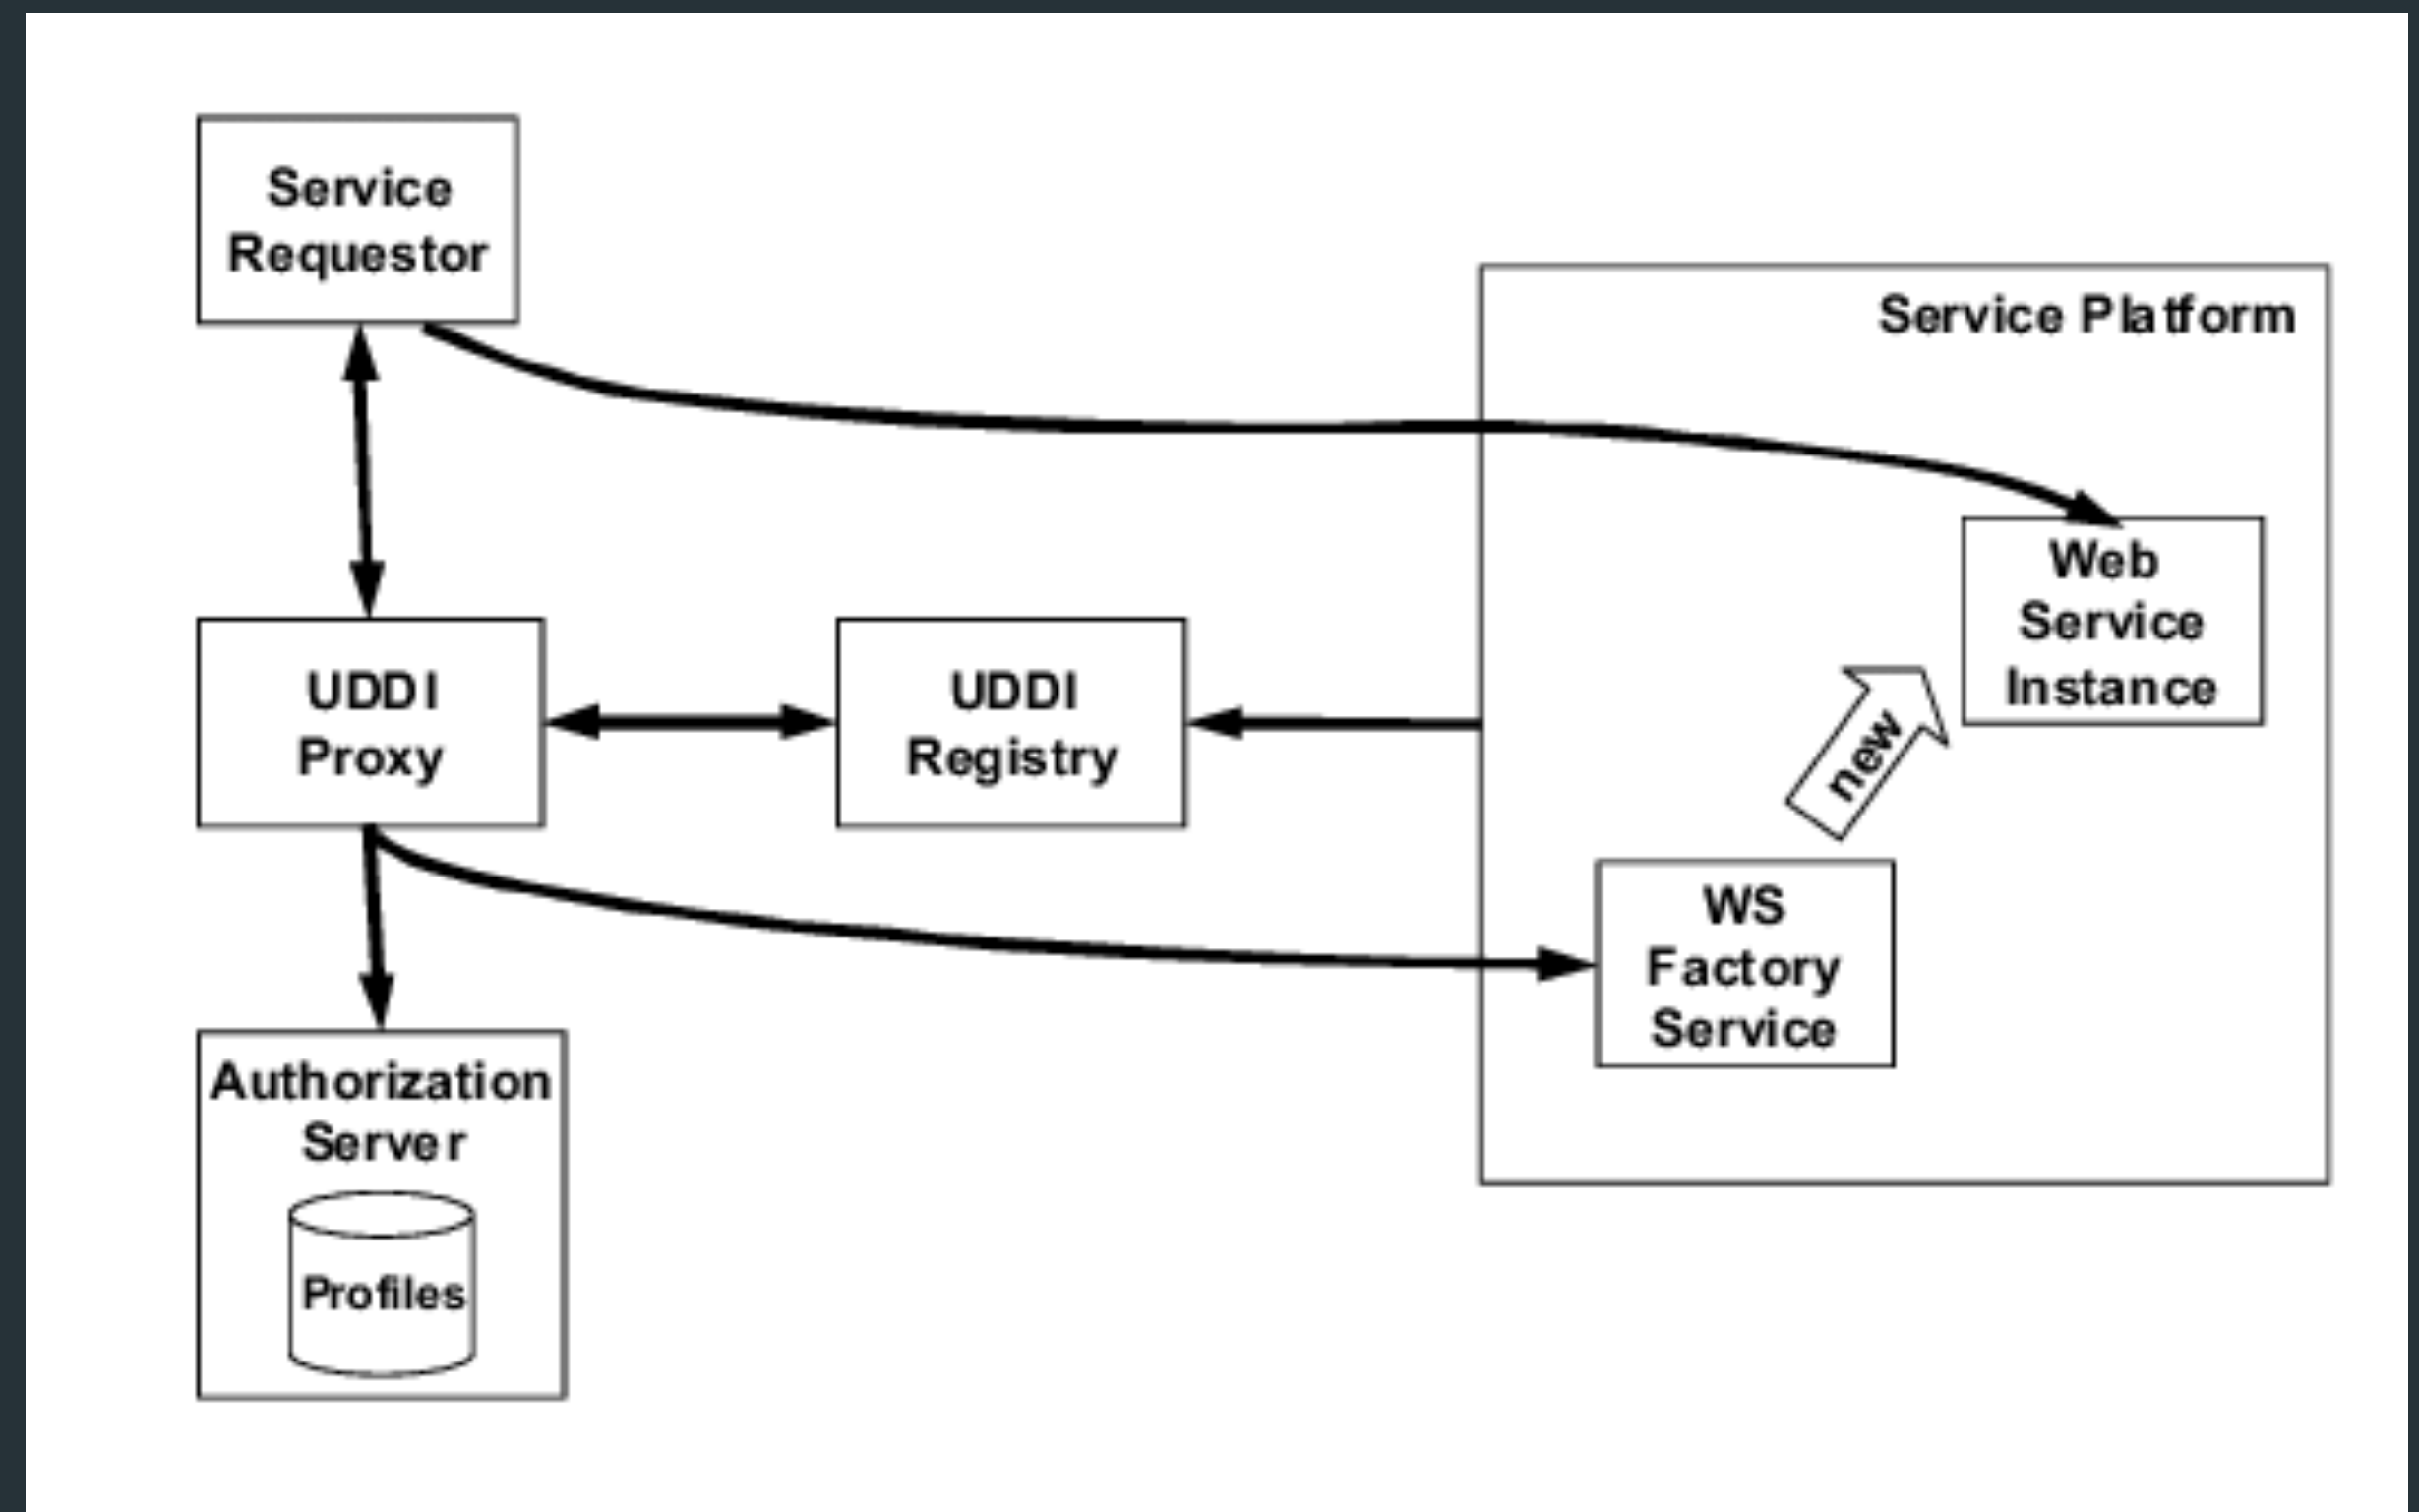 Service
Requestor
Service Platform
Web
Service
Instance
UDDI
Proxy
UDDI
Registry
new
WS
Factory
Service
Authorization
Server
Profiles